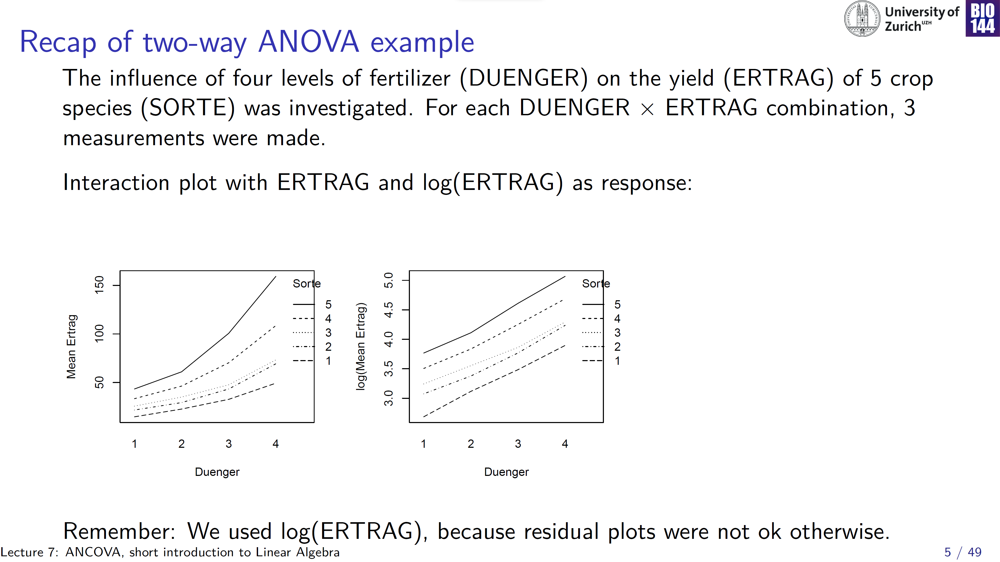 University of
Zurich UZH
BIO
144
Recap of two-way ANOVA example
The influence of four levels of fertilizer (DUENGER) on the yield (ERTRAG) of 5 crop
species (SORTE) was investigated. For each DUENGER × ERTRAG combination, 3
measurements were made.
Interaction plot with ERTRAG and log(ERTRAG) as response:
Mean Ertrag
150
100
50
Sorte
5
4
3
2
1
1 2 3 4
Duenger
log(Mean Ertrag)
5.0
4.5
4.0
3.5
3.0
Sorte
5
4
3
2
1
1 2 3 4
Duenger
Remember: We used log(ERTRAG), because residual plots were not ok otherwise.
Lecture 7: ANCOVA, short introduction to Linear Algebra
5 / 49